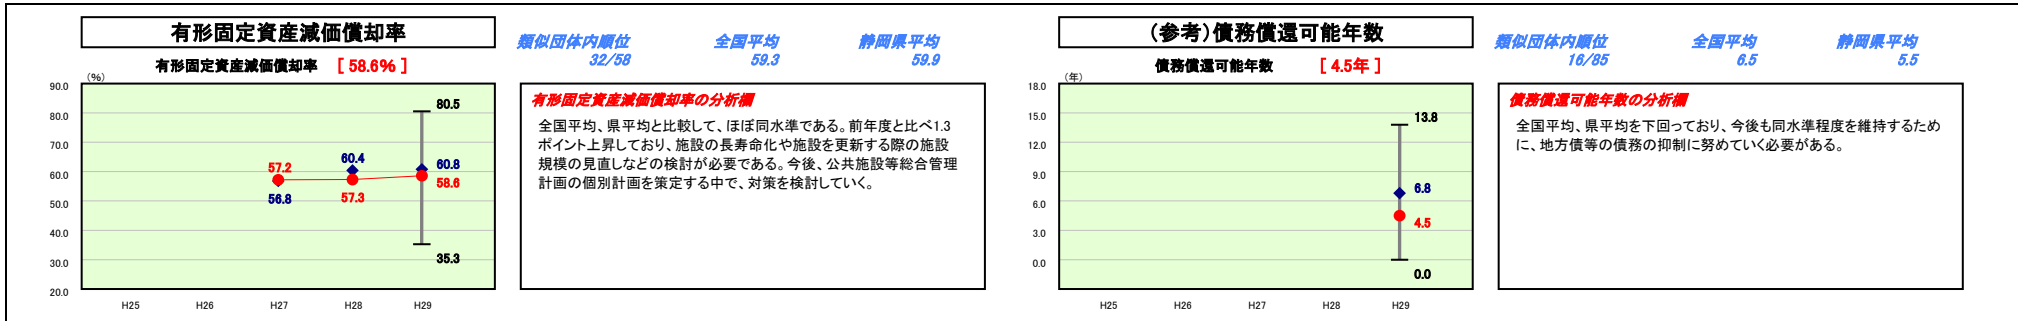 有形固定資産減価償却率
有形固定資産減価償却率 [ 58.6% ]
類似団体内順位 全国平均 静岡県平均
32/58 59.3 59.9
(%)
90.0
80.0
70.0
60.0
50.0
40.0
30.0
20.0
80.5
60.4
60.8
57.2
58.6
56.8
57.3
35.3
H25 H26 H27 H28 H29
有形固定資産減価償却率の分析欄
全国平均、県平均と比較して、ほぼ同水準である。前年度と比べ1.3
ポイント上昇しており、施設の長寿命化や施設を更新する際の施設
規模の見直しなどの検討が必要である。今後、公共施設等総合管理
計画の個別計画を策定する中で、対策を検討していく。
(参考)債務償還可能年数
債務償還可能年数 [ 4.5年 ]
類似団体内順位 全国平均 静岡県平均
16/85 6.5 5.5
(年)
18.0
15.0
12.0
9.0
6.0
3.0
0.0
13.8
6.8
4.5
0.0
H25 H26 H27 H28 H29
債務償還可能年数の分析欄
全国平均、県平均を下回っており、今後も同水準程度を維持するため
に、地方債等の債務の抑制に努めていく必要がある。